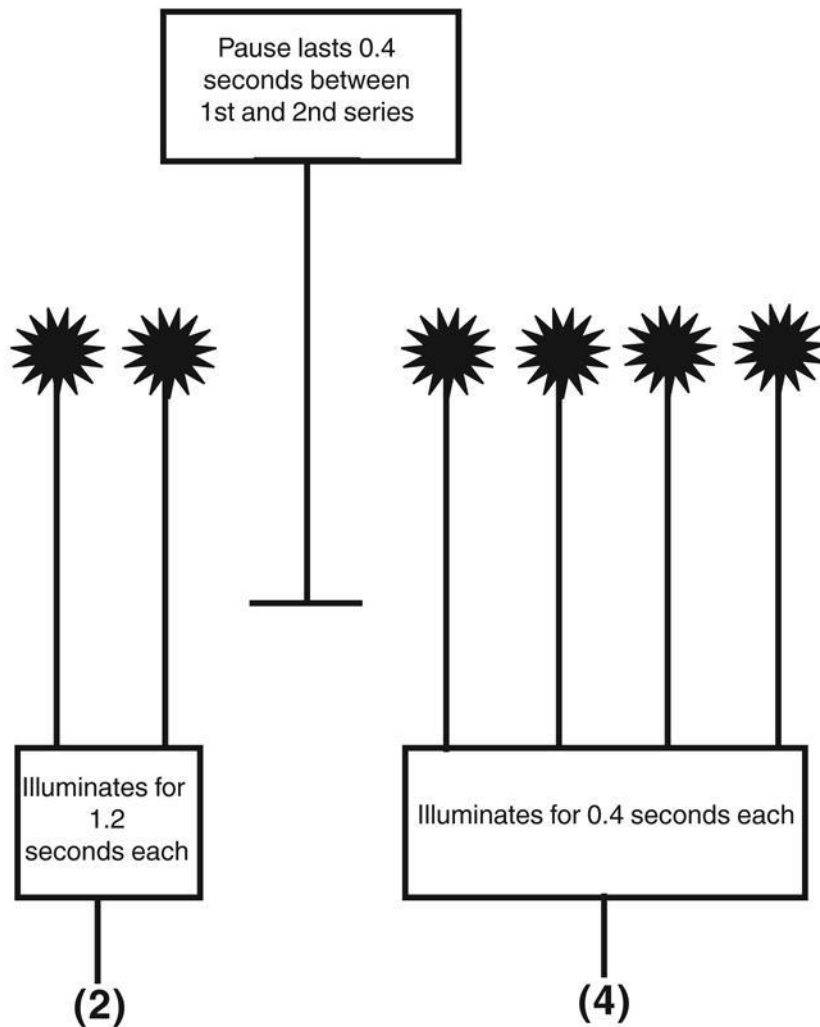 Pause lasts 0.4
seconds between
1st and 2nd series
Illuminates for
1.2
seconds each
Illuminates for 0.4 seconds each
(2)
(4)